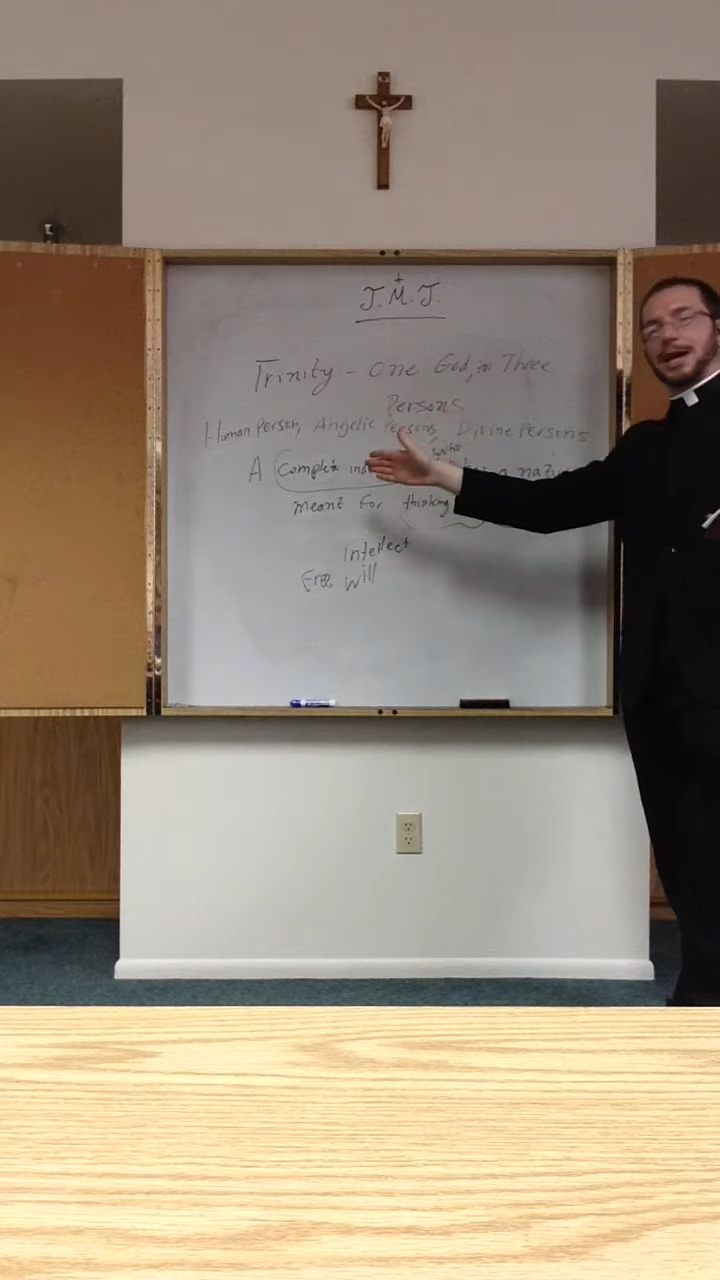 J.M.J.
Trinity - One God, in Three
Persons
Human Person, Angelic Persons, Divine Persons
who
A Complete a
meant for thinking
Intellect
Free Will